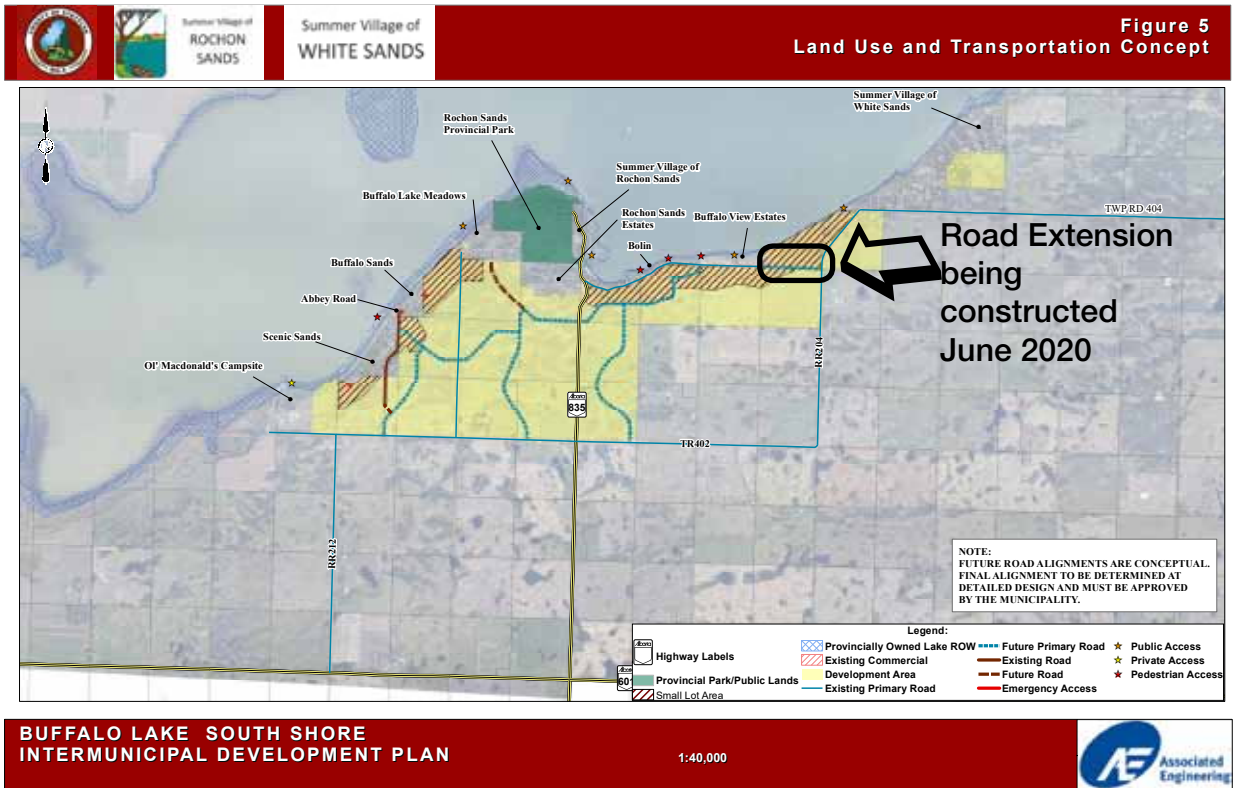 Summer Village of
ROCHON
SANDS
Summer Village of
WHITE SANDS
Figure 5
Land Use and Transportation Concept
Summer Village of
White Sands
Rochon Sands
Provincial Park
Summer Village of
Rochon Sands
Buffalo Lake Meadows
Rochon Sands
Estates
Buffalo View Estates
TWP RD 404
Bolin
Road Extension
being
constructed
June 2020
Buffalo Sands
Abbey Road
Scenic Sands
Ol' Macdonald's Campsite
RR204
Alberta
835
TR402
RR212
NOTE:
FUTURE ROAD ALIGNMENTS ARE CONCEPTUAL.
FINAL ALIGNMENT TO BE DETERMINED AT
DETAILED DESIGN AND MUST BE APPROVED
BY THE MUNICIPALITY.
Legend:
Alberta
Highway Labels
Provincial Park/Public Lands
Small Lot Area
Provincially Owned Lake ROW
Existing Commercial
Development Area
Existing Primary Road
Future Primary Road
Existing Road
Future Road
Emergency Access
Public Access
Private Access
Pedestrian Access
Alberta
601
BUFFALO LAKE SOUTH SHORE
INTERMUNICIPAL DEVELOPMENT PLAN
1:40,000
AE
Associated
Engineering